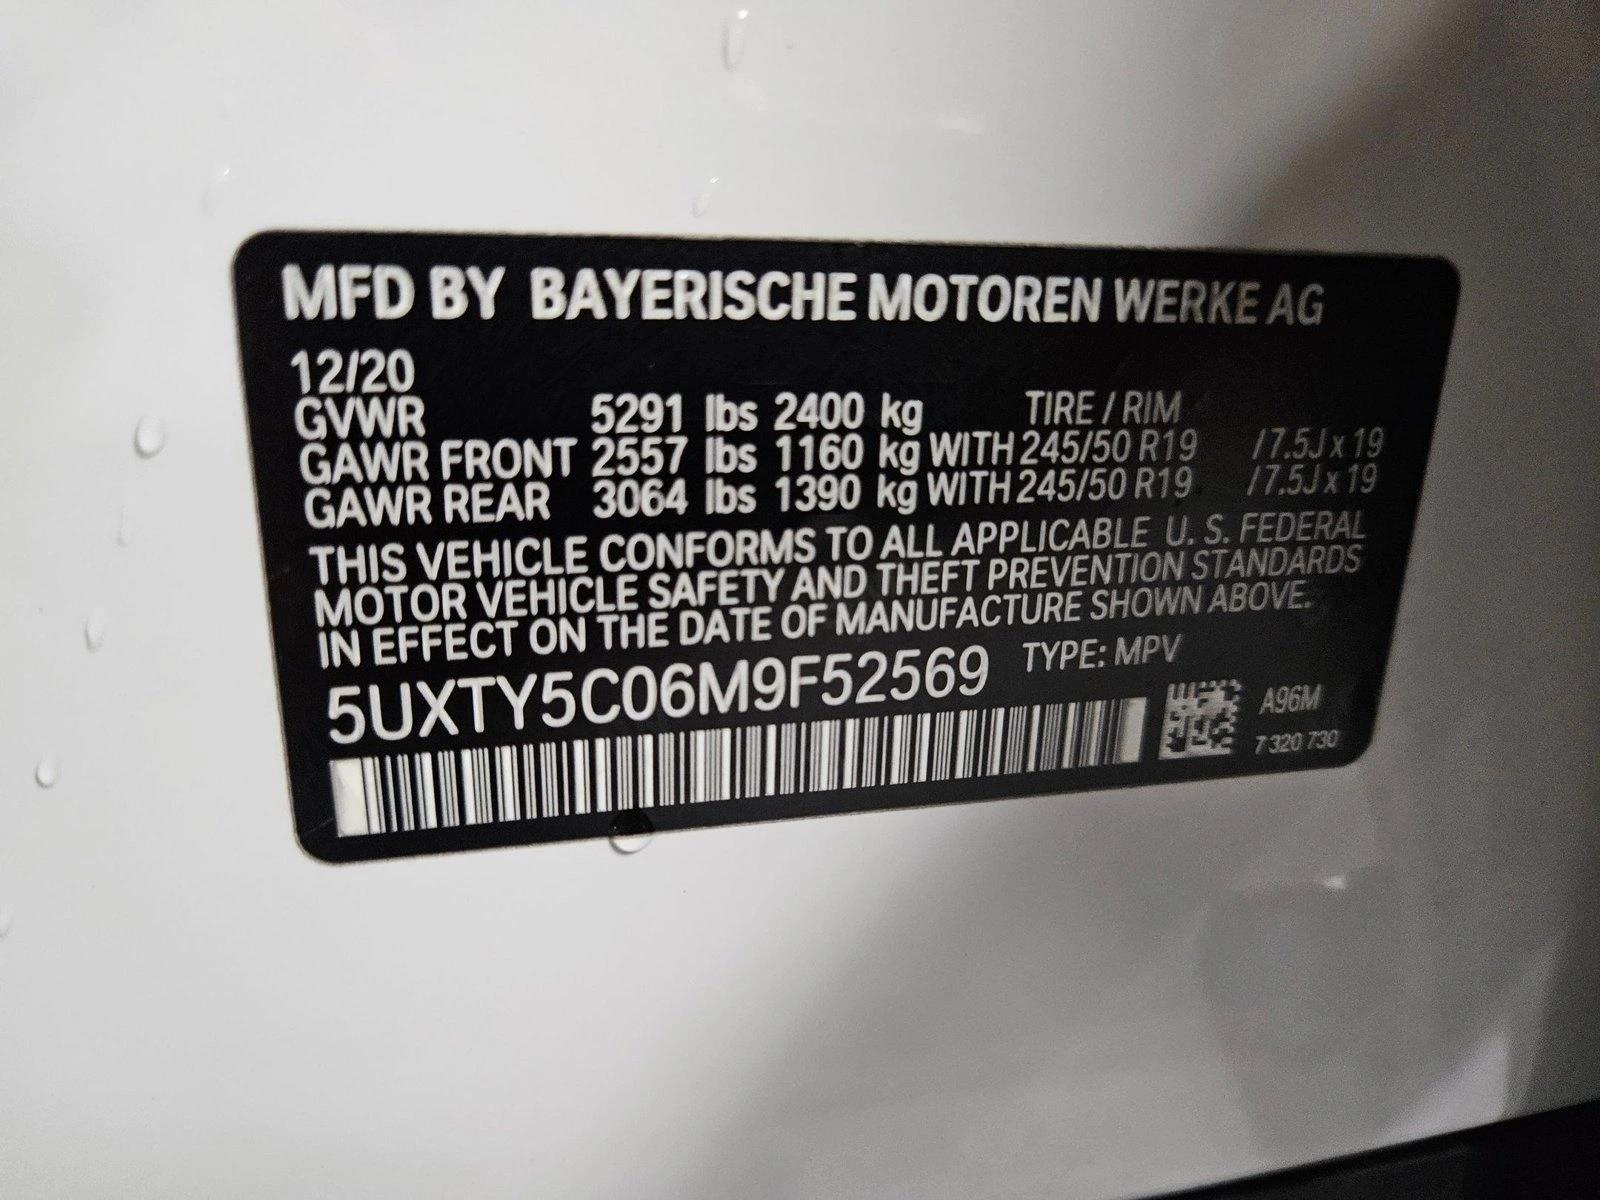 MFD BY BAYERISCHE MOTOREN WERKE AG
12/20
GVWR 5291 lbs 2400 kg TIRE / RIM
GAWR FRONT 2557 lbs 1160 kg WITH 245/50 R19 / 7.5J x 19
GAWR REAR 3064 lbs 1390 kg WITH 245/50 R19 / 7.5J x 19
THIS VEHICLE CONFORMS TO ALL APPLICABLE U. S. FEDERAL
MOTOR VEHICLE SAFETY AND THEFT PREVENTION STANDARDS
IN EFFECT ON THE DATE OF MANUFACTURE SHOWN ABOVE.
5UXTY5C06M9F52569 TYPE: MPV
A96M
7 320 730